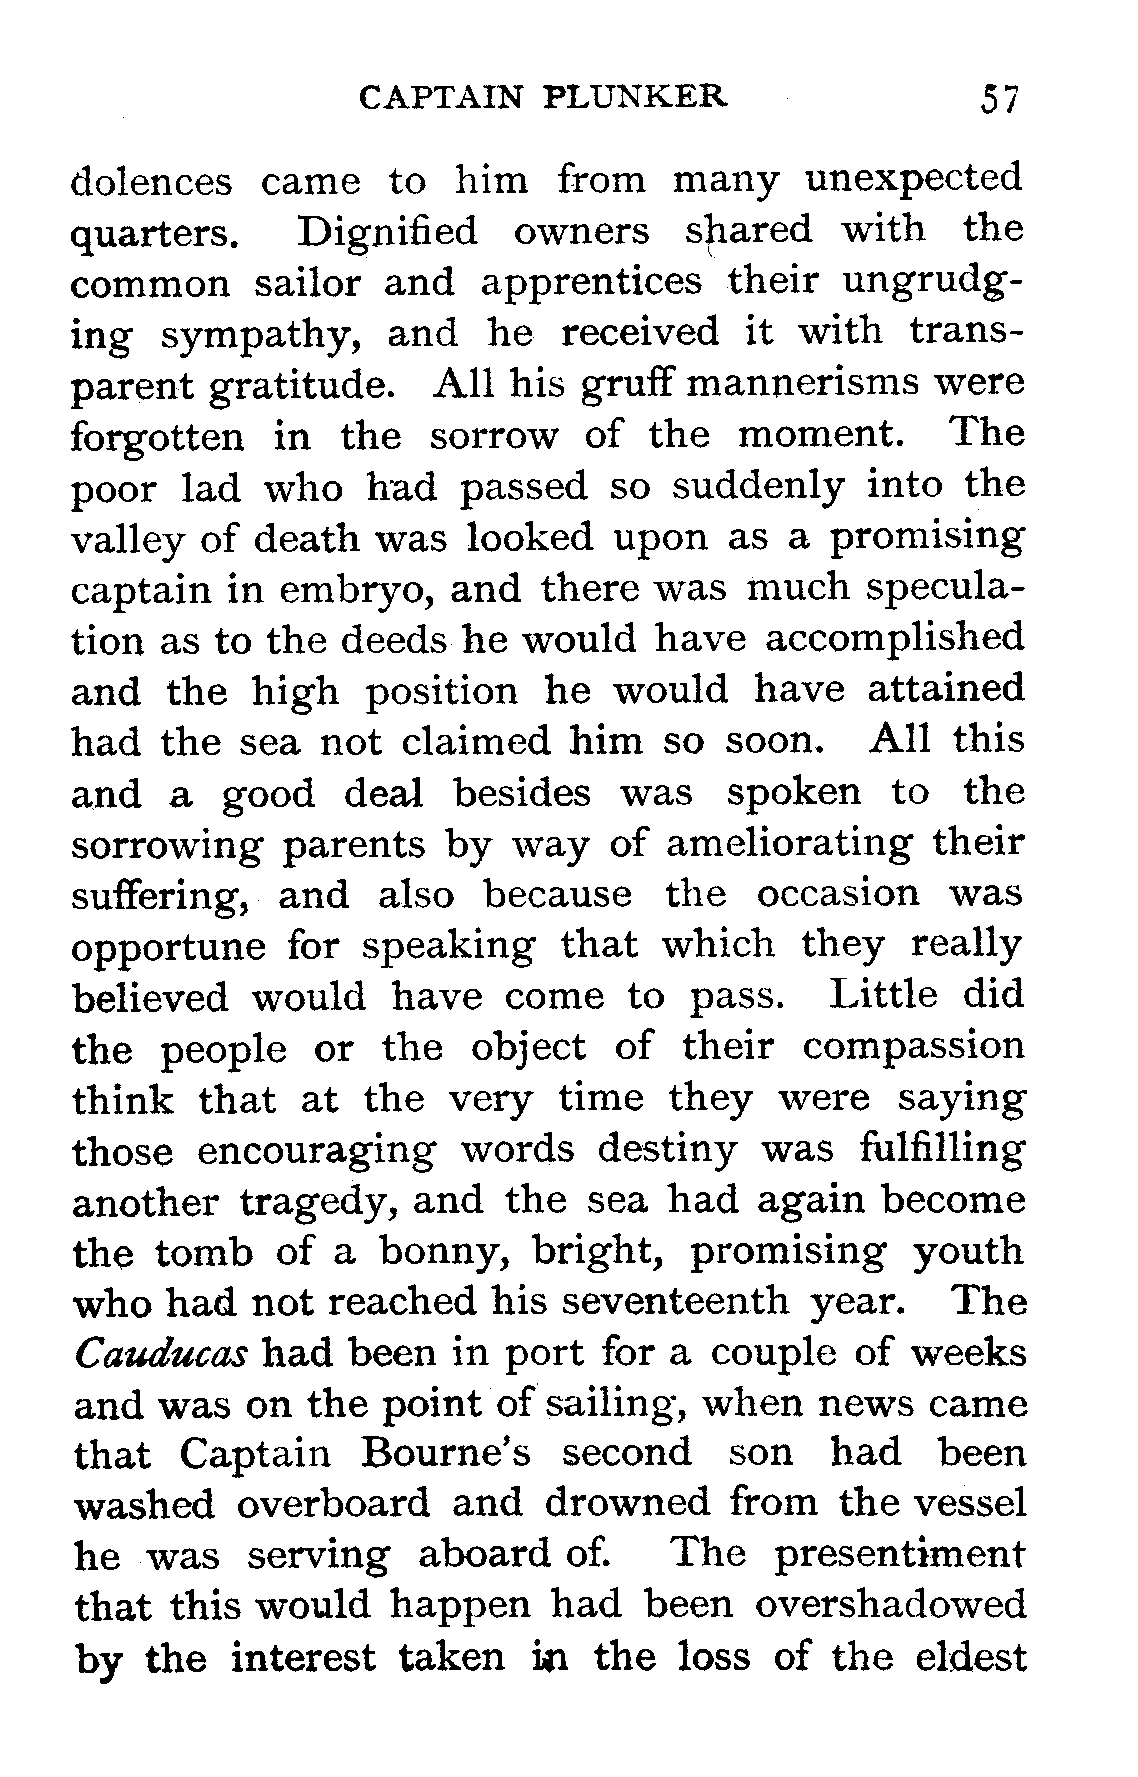 CAPTAIN PLUNKER 57
dolences came to him from many unexpected
quarters. Dignified owners shared with the
common sailor and apprentices their ungrudg-
ing sympathy, and he received it with trans-
parent gratitude. All his gruff mannerisms were
forgotten in the sorrow of the moment. The
poor lad who had passed so suddenly into the
valley of death was looked upon as a promising
captain in embryo, and there was much specula-
tion as to the deeds he would have accomplished
and the high position he would have attained
had the sea not claimed him so soon. All this
and a good deal besides was spoken to the
sorrowing parents by way of ameliorating their
suffering, and also because the occasion was
opportune for speaking that which they really
believed would have come to pass. Little did
the people or the object of their compassion
think that at the very time they were saying
those encouraging words destiny was fulfilling
another tragedy, and the sea had again become
the tomb of a bonny, bright, promising youth
who had not reached his seventeenth year. The
Cauducas had been in port for a couple of weeks
and was on the point of sailing, when news came
that Captain Bourne's second son had been
washed overboard and drowned from the vessel
he was serving aboard of. The presentiment
that this would happen had been overshadowed
by the interest taken in the loss of the eldest